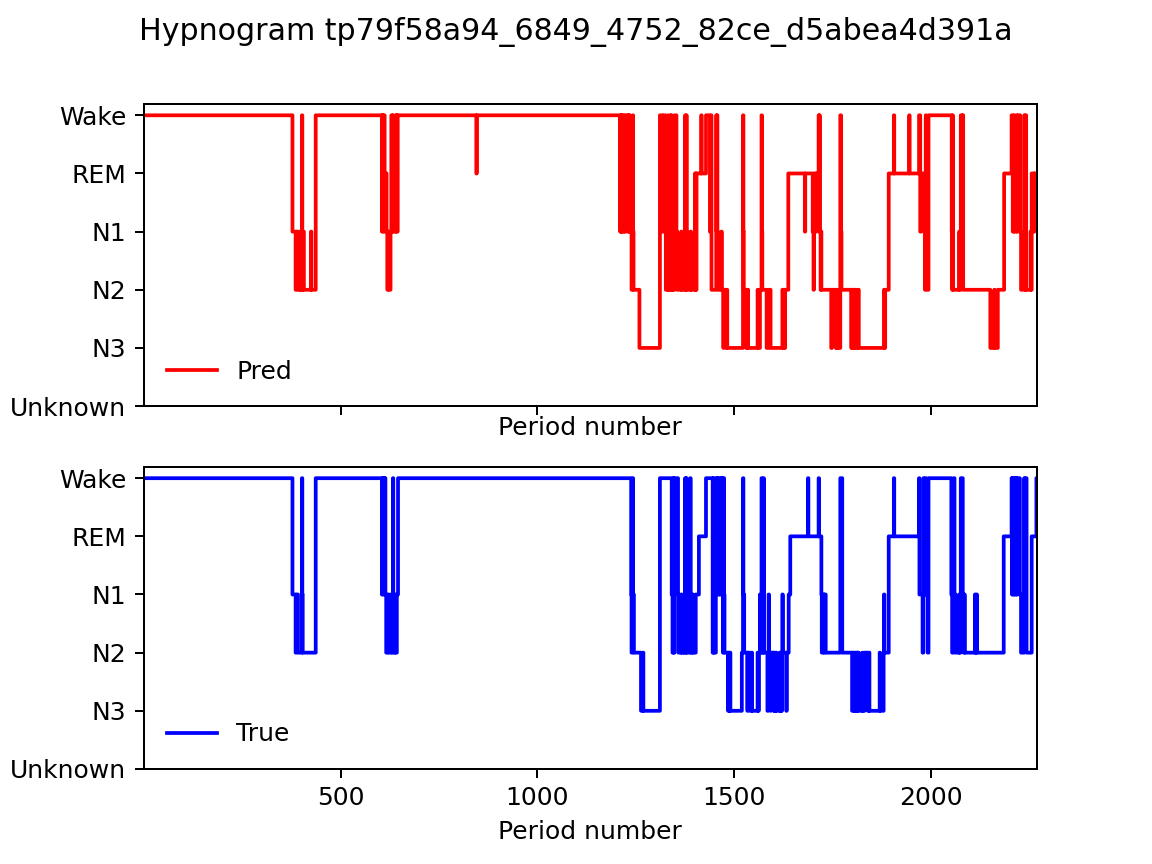 Hypnogram tp79f58a94_6849_4752_82ce_d5abea4d391a
Wake
REM
N1
N2
N3
Unknown
Pred
Period number
Wake
REM
N1
N2
N3
Unknown
True
500 1000 1500 2000
Period number